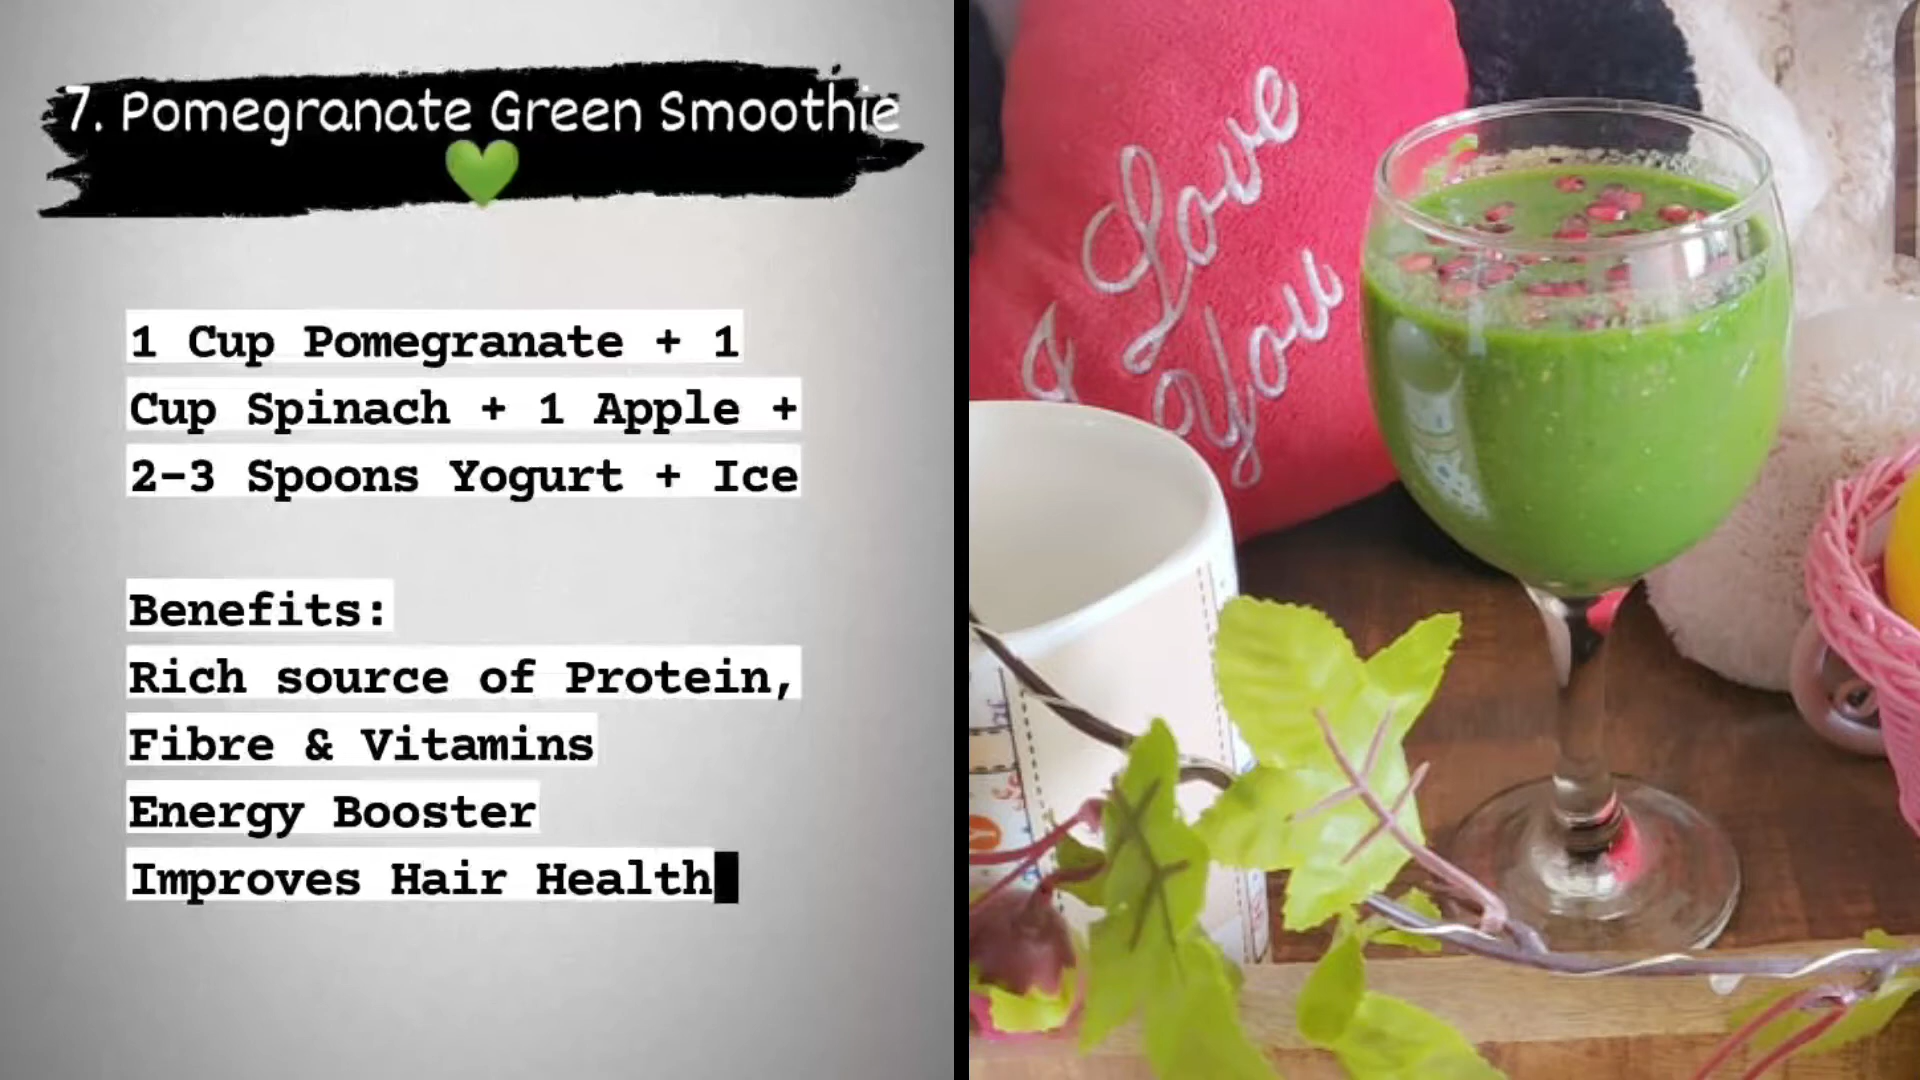 7. Pomegranate Green Smoothie
💚
1 Cup Pomegranate + 1
Cup Spinach + 1 Apple +
2-3 Spoons Yogurt + Ice
Benefits:
Rich source of Protein,
Fibre & Vitamins
Energy Booster
Improves Hair Health
I Love
You